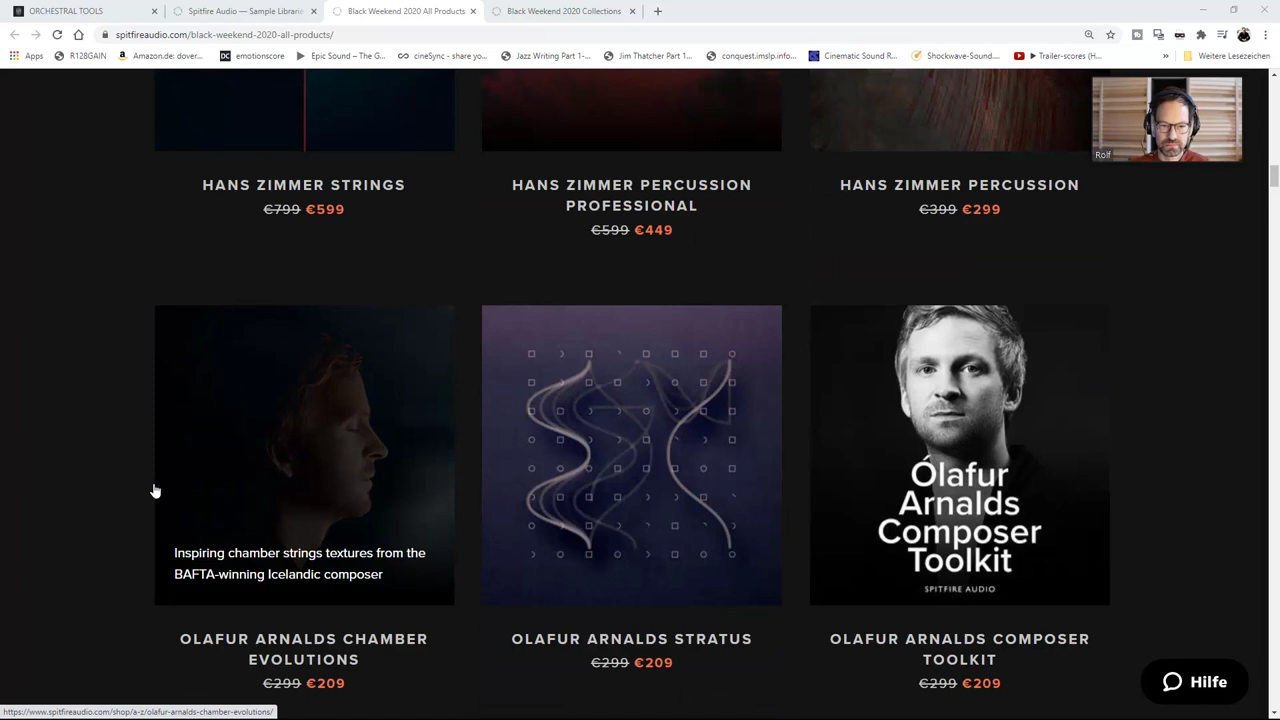 ORCHESTRAL TOOLS
Spitfire Audio — Sample Librarie
Black Weekend 2020 All Products
Black Weekend 2020 Collections
spitfireaudio.com/black-weekend-2020-all-products/
Apps
R128GAIN
Amazon.de: dover...
emotionscore
Epic Sound – The G...
cineSync - share yo...
Jazz Writing Part 1-...
Jim Thatcher Part 1...
conquest.imslp.info...
Cinematic Sound R...
Shockwave-Sound....
Trailer-scores (H...
»
Weitere Lesezeichen
Rolf
HANS ZIMMER STRINGS
€799 €599
HANS ZIMMER PERCUSSION
PROFESSIONAL
€599 €449
HANS ZIMMER PERCUSSION
€399 €299
Inspiring chamber strings textures from the
BAFTA-winning Icelandic composer
Ólafur
Arnalds
Composer
Toolkit
SPITFIRE AUDIO
OLAFUR ARNALDS CHAMBER
EVOLUTIONS
€299 €209
OLAFUR ARNALDS STRATUS
€299 €209
OLAFUR ARNALDS COMPOSER
TOOLKIT
€299 €209
Hilfe
https://www.spitfireaudio.com/shop/a-z/olafur-arnalds-chamber-evolutions/